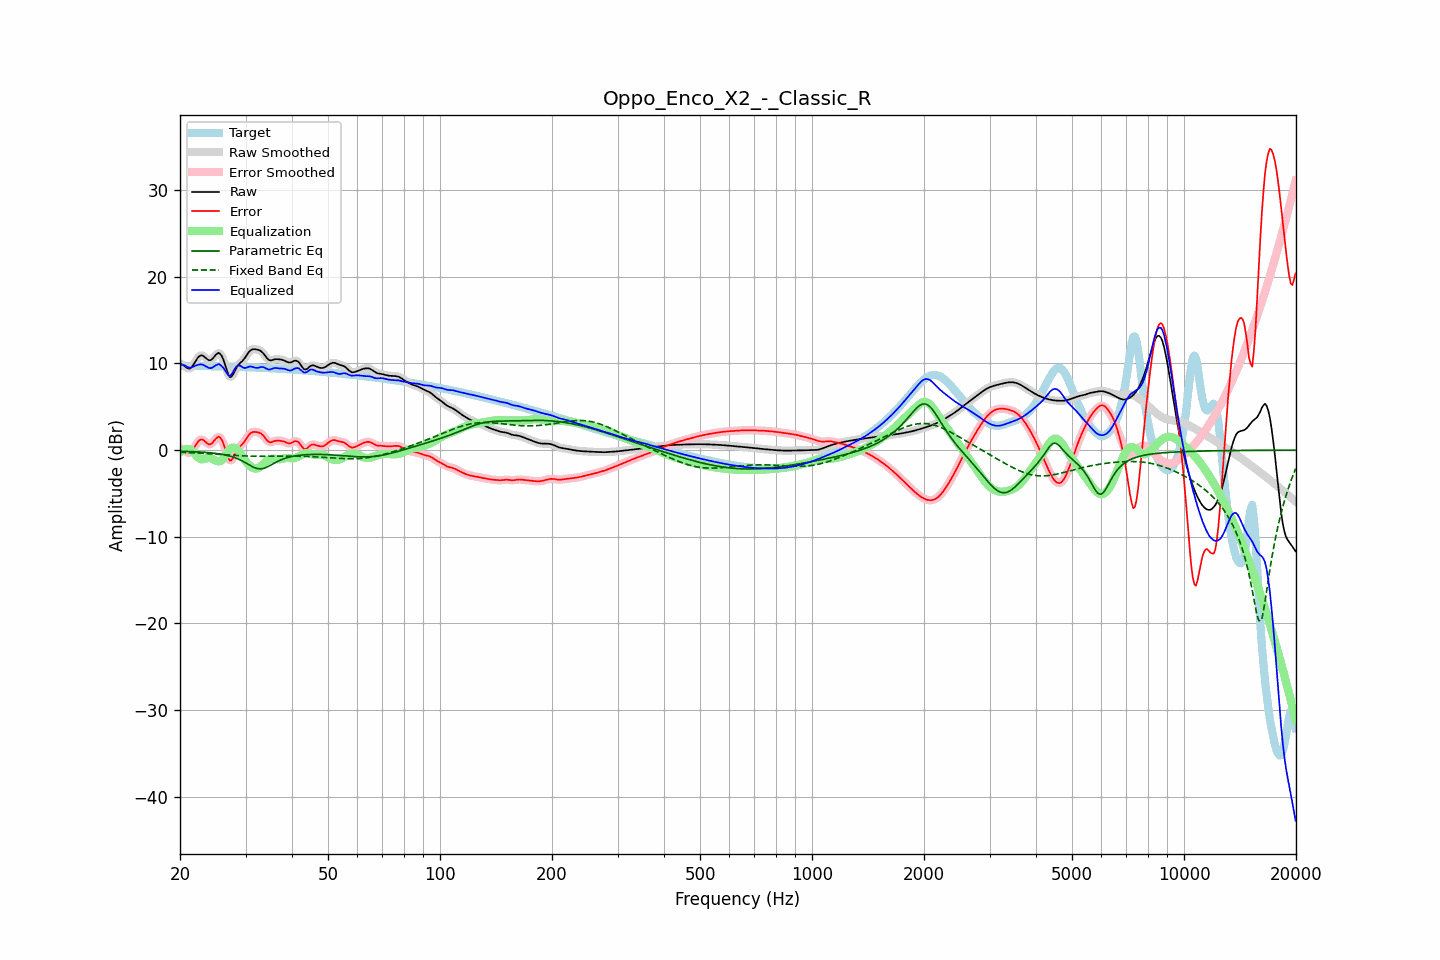 Oppo_Enco_X2_-_Classic_R
Target
Raw Smoothed
Error Smoothed
Raw
Error
Equalization
Parametric Eq
Fixed Band Eq
Equalized
Amplitude (dBr)
30
20
10
0
−10
−20
−30
−40
20
50
100
200
500
1000
2000
5000
10000
20000
Frequency (Hz)